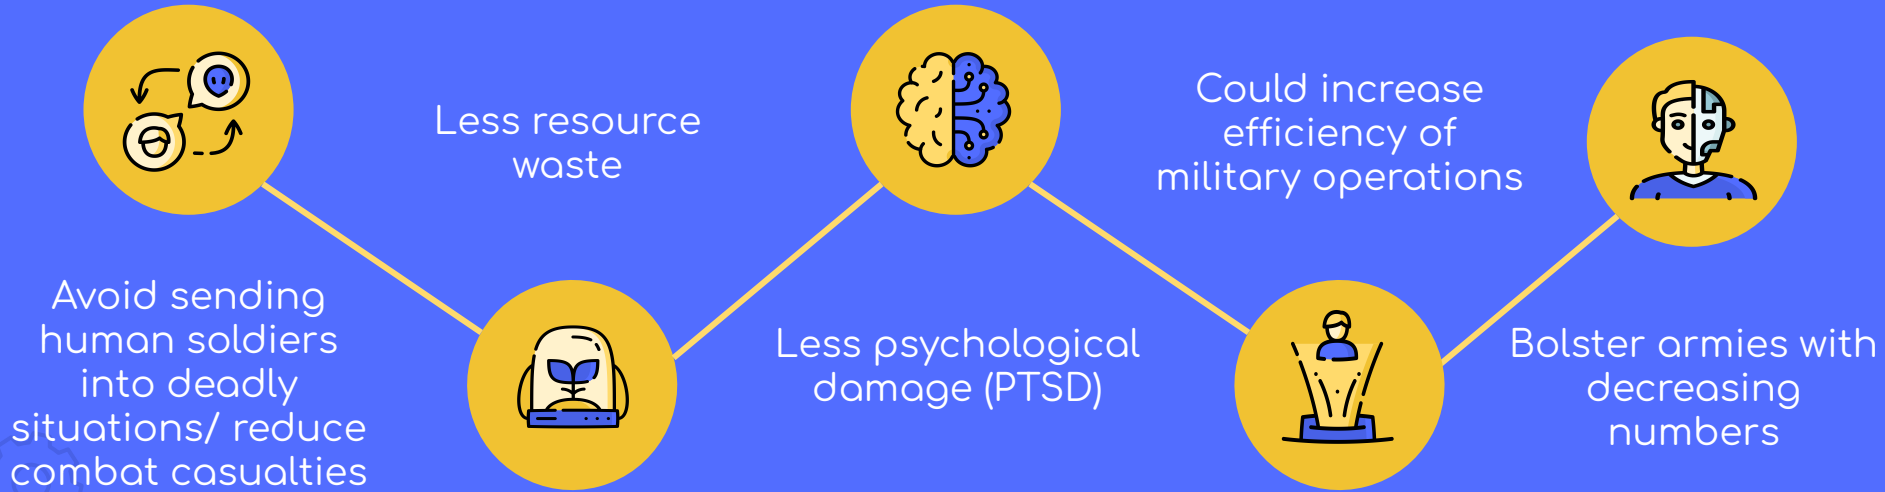 Avoid sending
human soldiers
into deadly
situations/ reduce
combat casualties
Less resource
waste
Less psychological
damage (PTSD)
Could increase
efficiency of
military operations
Bolster armies with
decreasing
numbers